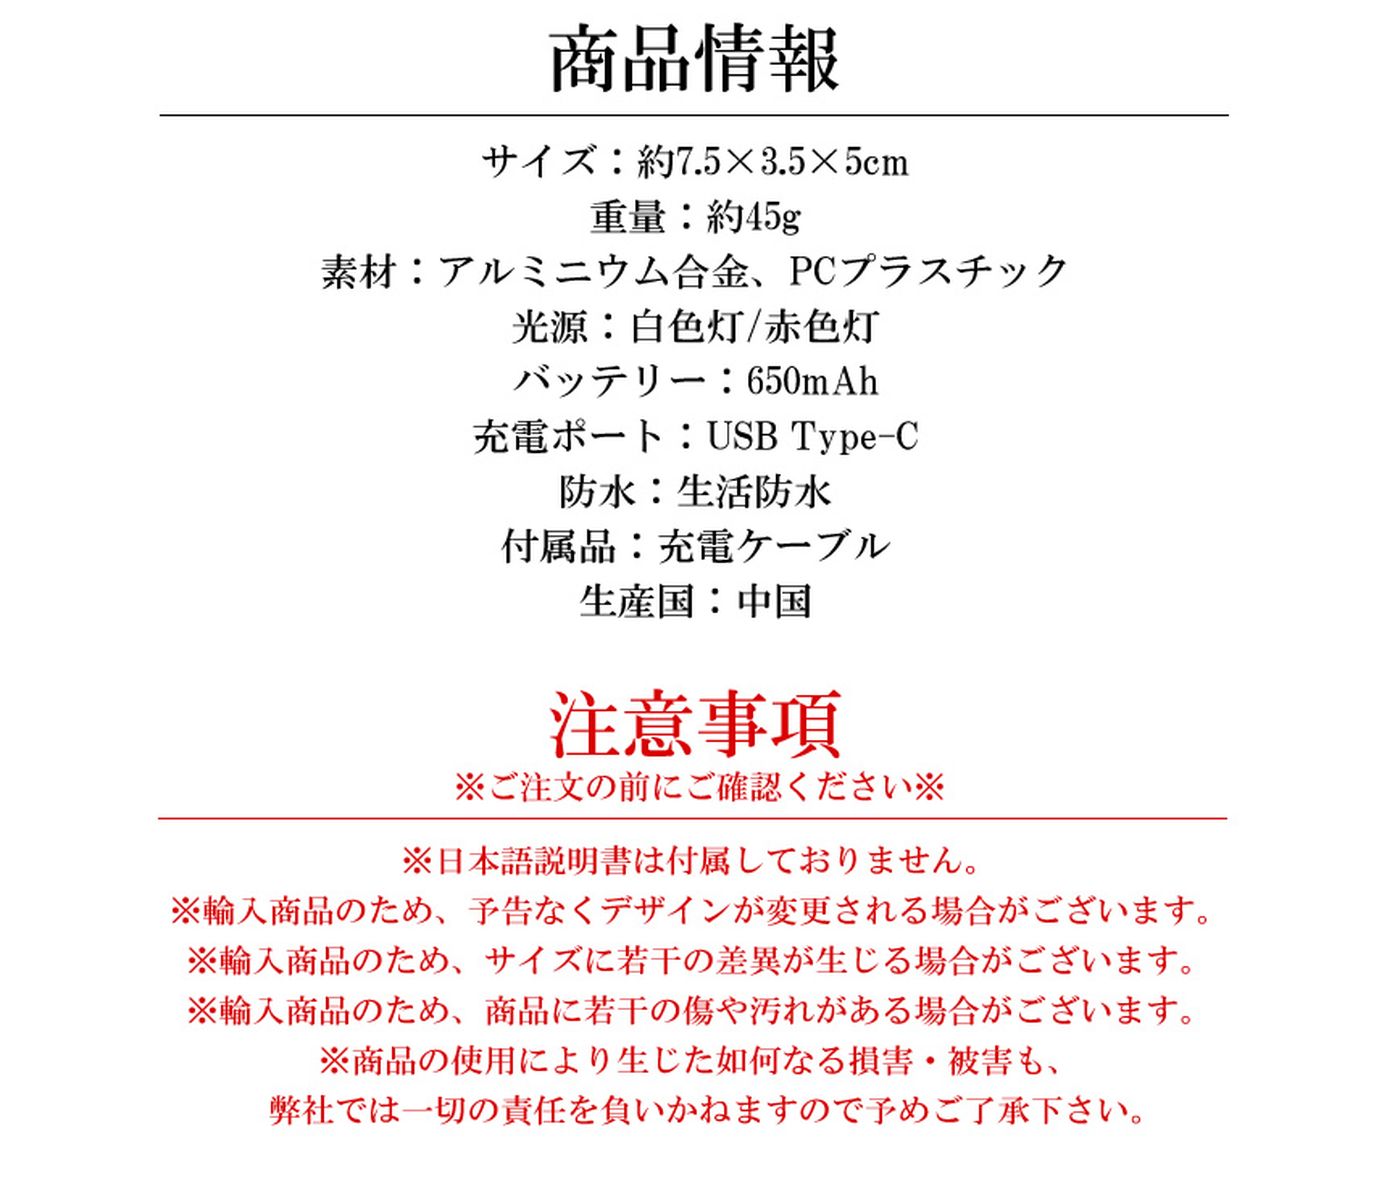 商品情報
サイズ：約7.5×3.5×5cm
重量：約45g
素材：アルミニウム合金、PCプラスチック
光源：白色灯/赤色灯
バッテリー：650mAh
充電ポート：USB Type-C
防水：生活防水
付属品：充電ケーブル
生産国：中国
注意事項
※ご注文の前にご確認ください※
※日本語説明書は付属しておりません。
※輸入商品のため、予告なくデザインが変更される場合がございます。
※輸入商品のため、サイズに若干の差異が生じる場合がございます。
※輸入商品のため、商品に若干の傷や汚れがある場合がございます。
※商品の使用により生じた如何なる損害・被害も、
弊社では一切の責任を負いかねますので予めご了承下さい。